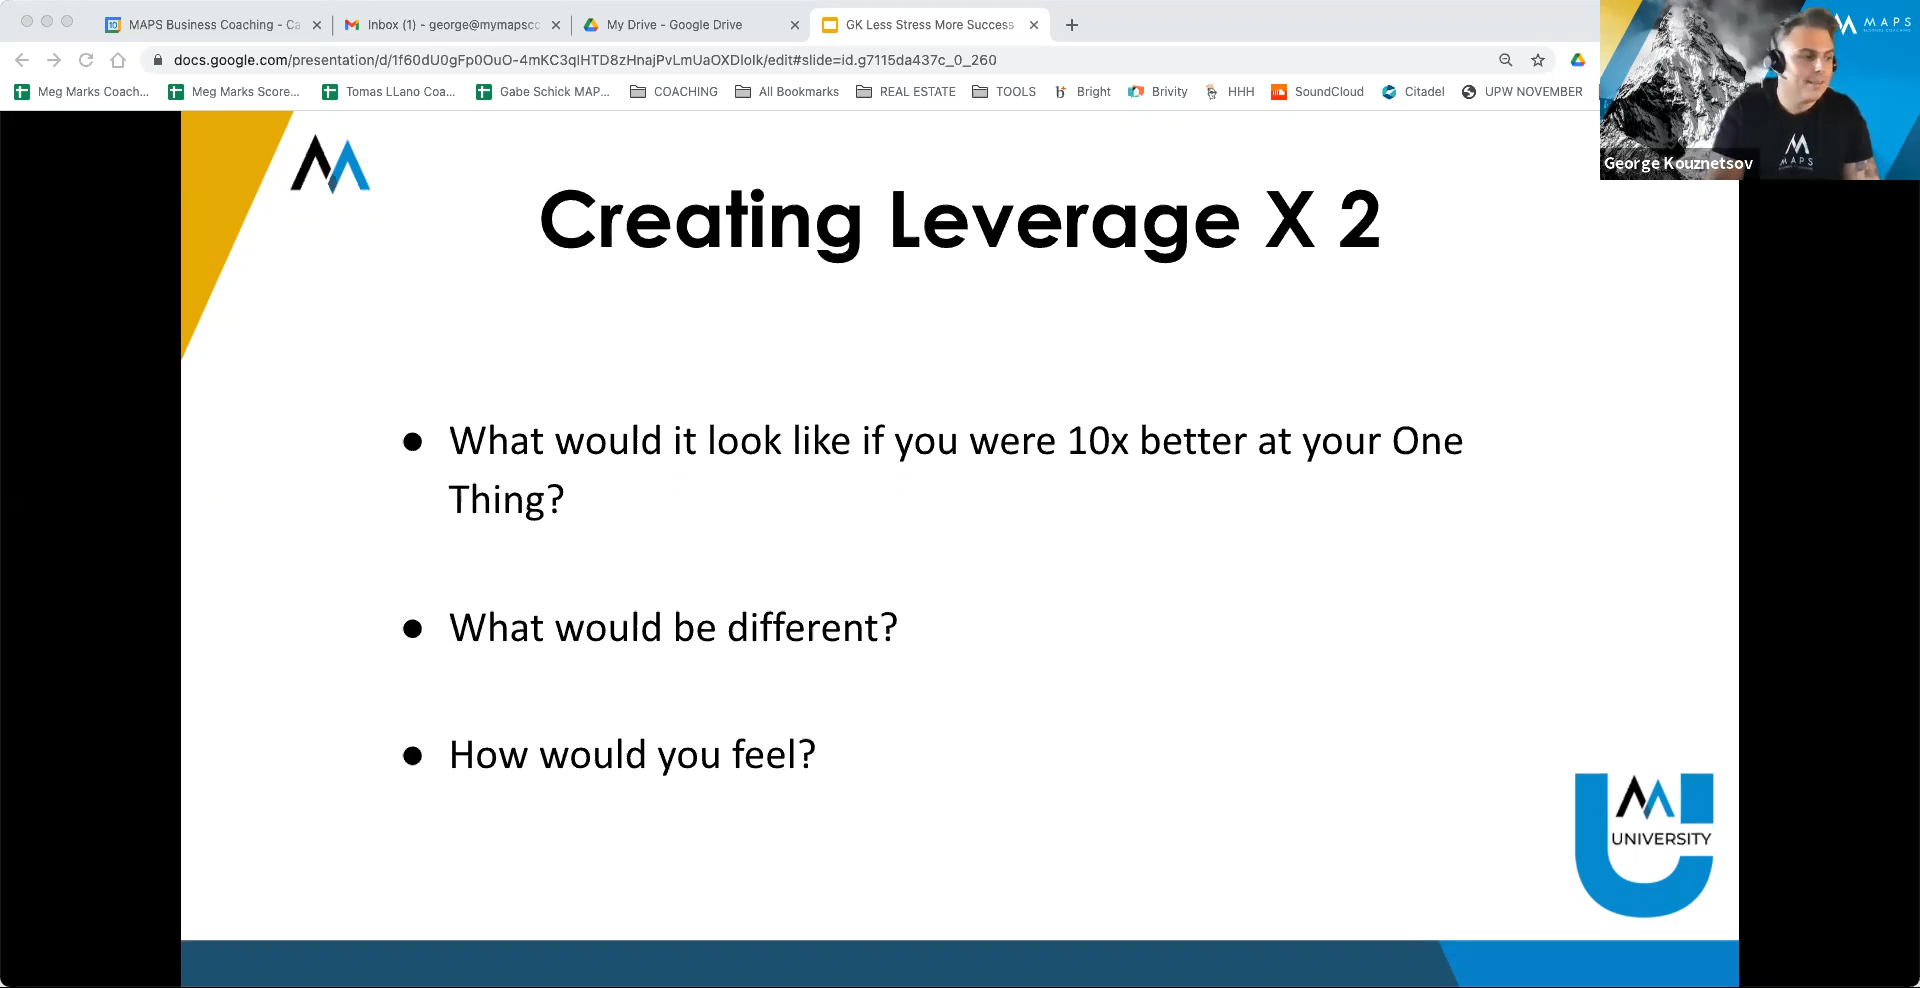 MAPS Business Coaching - Ca
Inbox (1) - george@mymapscc
My Drive - Google Drive
GK Less Stress More Success
docs.google.com/presentation/d/1f60dU0gFp0OuO-4mKC3qlHTD8zHnajPvLmUaOXDIoIk/edit#slide=id.g7115da437c_0_260
Meg Marks Coach... Meg Marks Score... Tomas LLano Coa... Gabe Schick MAP... COACHING All Bookmarks REAL ESTATE TOOLS Bright Brivity HHH SoundCloud Citadel UPW NOVEMBER
MAPS
George Kouznetsov
MAPS
Creating Leverage X 2
● What would it look like if you were 10x better at your One
Thing?
● What would be different?
● How would you feel?
UNIVERSITY